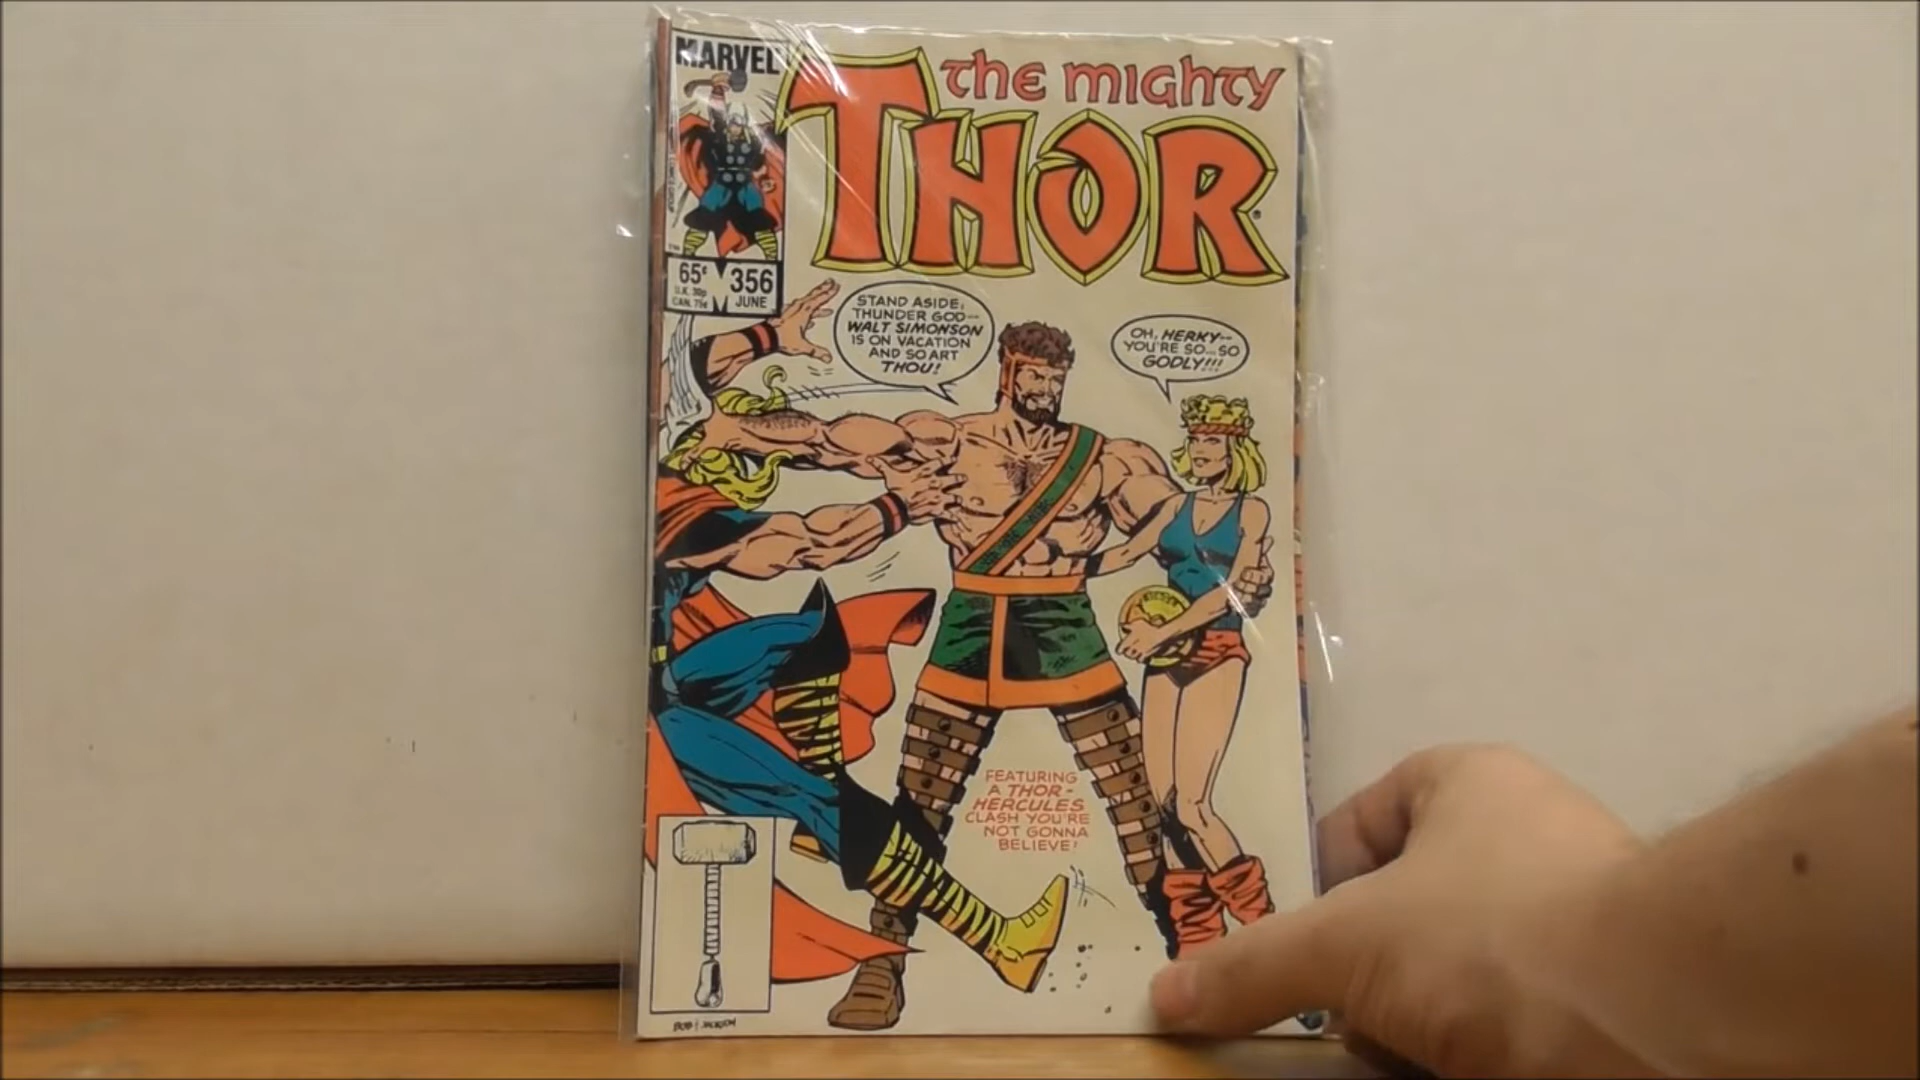 MARVEL
the mighty
THOR
65¢
U.K. 30p
CAN. 75¢
356
JUNE
STAND ASIDE,
THUNDER GOD--
WALT SIMONSON
IS ON VACATION
AND SO ART
THOU!
OH, HERKY--
YOU'RE SO...SO
GODLY!!!
FEATURING
A THOR-
HERCULES
CLASH YOU'RE
NOT GONNA
BELIEVE!
BOB JACKSON